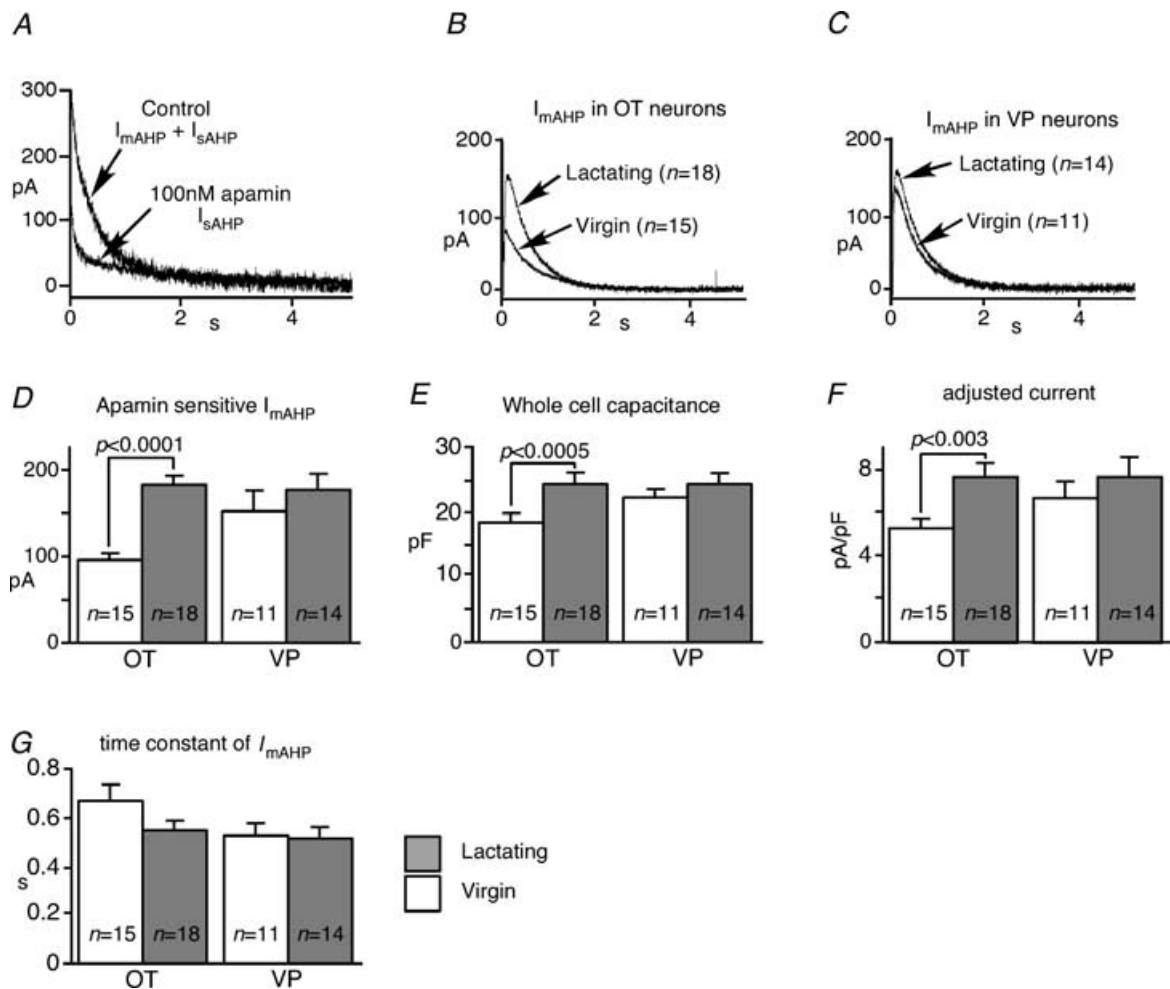 A
B
C
300
200
pA
100
0
0
2
4
s
Control
ImAHP + IsAHP
100nM apamin
IsAHP
ImAHP in OT neurons
200
100
pA
0
0
2
4
s
Lactating (n=18)
Virgin (n=15)
ImAHP in VP neurons
200
100
pA
0
0
2
4
s
Lactating (n=14)
Virgin (n=11)
D
Apamin sensitive ImAHP
p<0.0001
200
100
pA
0
n=15
n=18
n=11
n=14
OT
VP
E
Whole cell capacitance
p<0.0005
30
20
pF
10
0
n=15
n=18
n=11
n=14
OT
VP
F
adjusted current
p<0.003
8
4
pA/pF
0
n=15
n=18
n=11
n=14
OT
VP
G
time constant of ImAHP
0.8
0.6
0.4
s
0.2
0
n=15
n=18
n=11
n=14
OT
VP
Lactating
Virgin